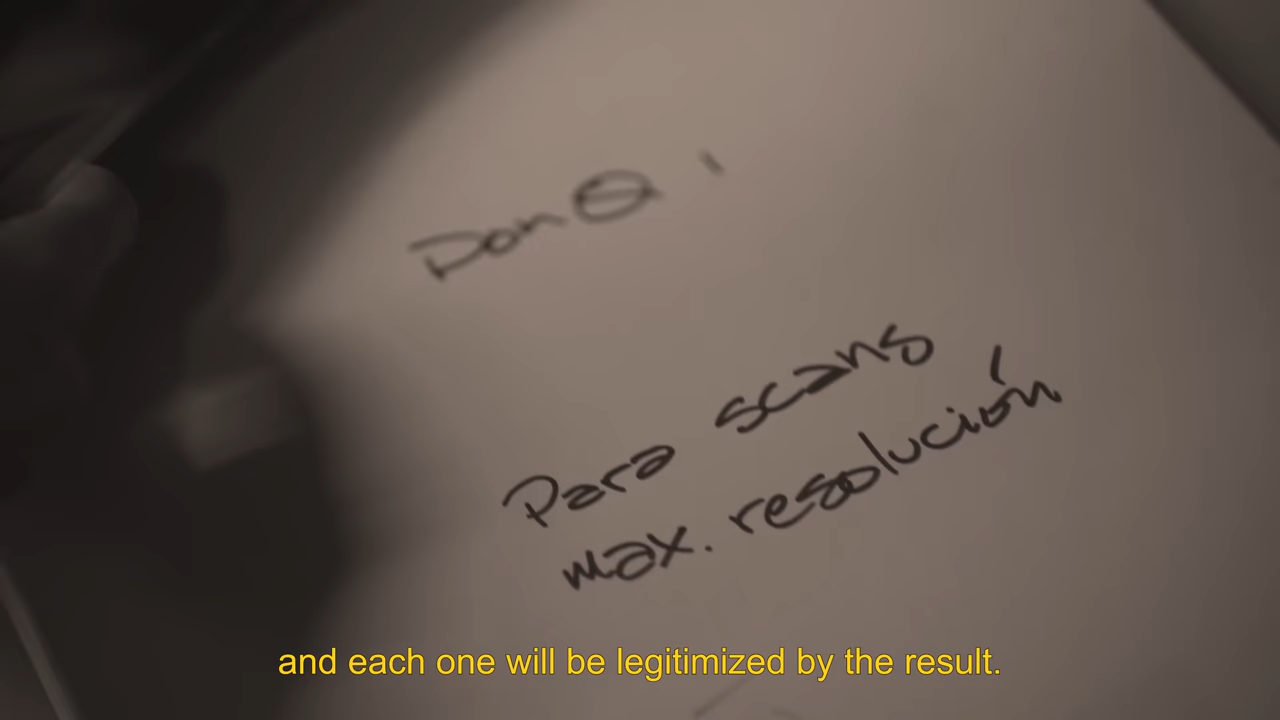 Don Q
Para scans
max. resolución
and each one will be legitimized by the result.